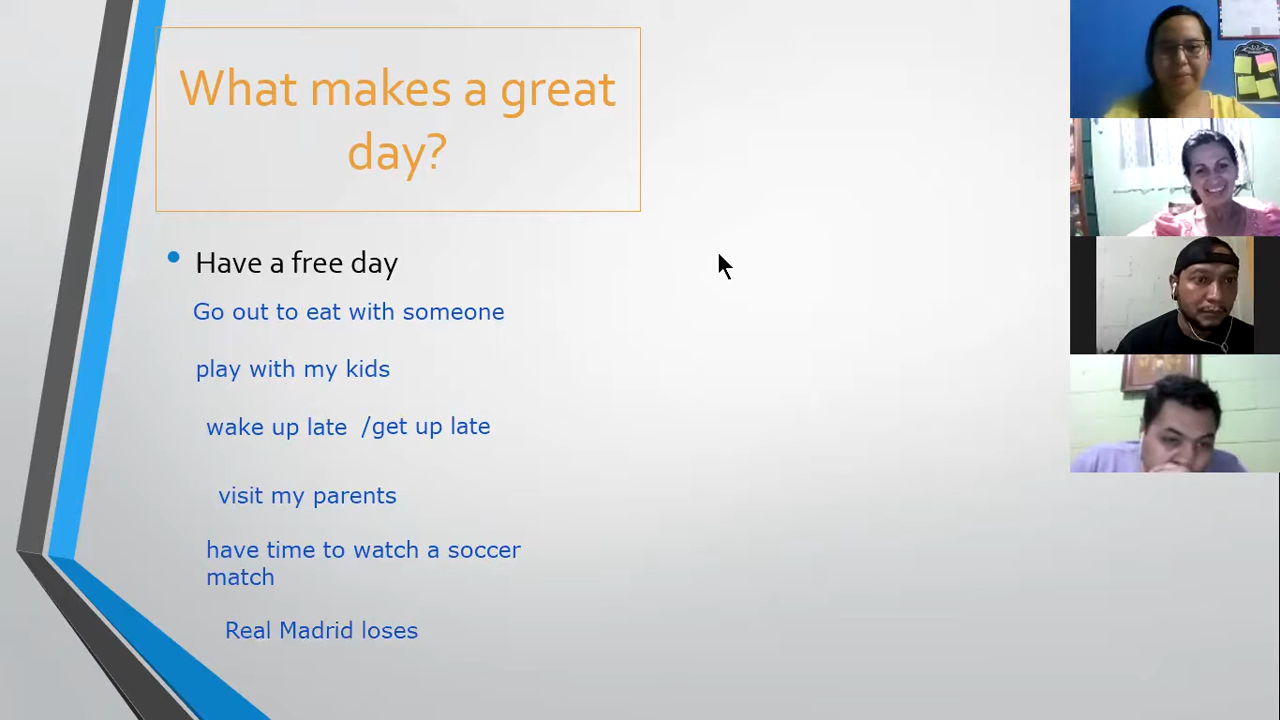 What makes a great
day?
Have a free day
Go out to eat with someone
play with my kids
wake up late /get up late
visit my parents
have time to watch a soccer
match
Real Madrid loses